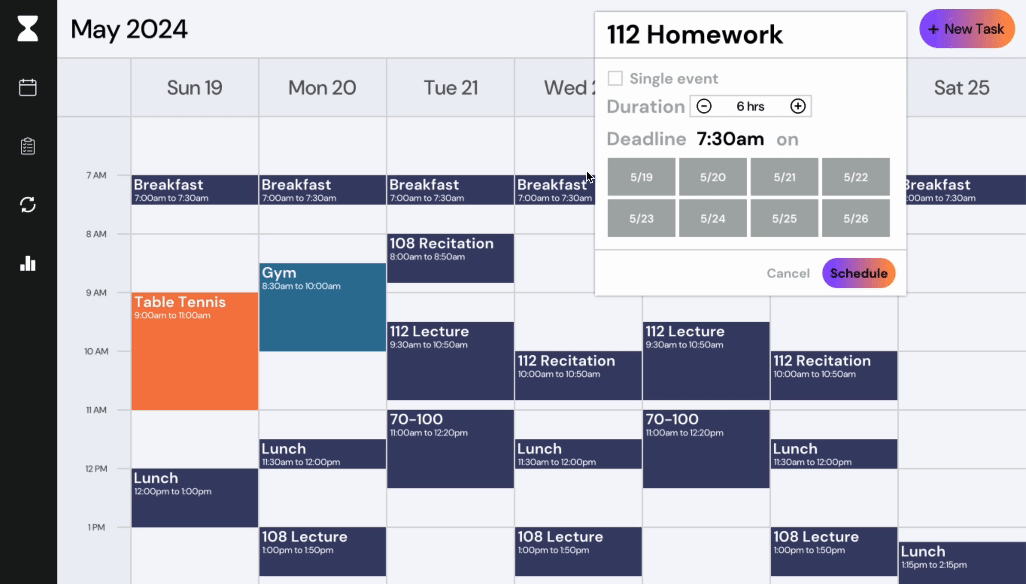 May 2024
+ New Task
Sun 19
Mon 20
Tue 21
Wed 2
Sat 25
112 Homework
Single event
Duration
6 hrs
Deadline 7:30am on
5/19
5/20
5/21
5/22
5/23
5/24
5/25
5/26
Cancel
Schedule
7 AM
8 AM
9 AM
10 AM
11 AM
12 PM
1 PM
Breakfast
7:00am to 7:30am
Table Tennis
9:00am to 11:00am
Lunch
12:00pm to 1:00pm
Breakfast
7:00am to 7:30am
Gym
8:30am to 10:00am
Lunch
11:30am to 12:00pm
108 Lecture
1:00pm to 1:50pm
Breakfast
7:00am to 7:30am
108 Recitation
8:00am to 8:50am
112 Lecture
9:30am to 10:50am
70-100
11:00am to 12:20pm
Breakfast
7:00am to 7:30am
112 Recitation
10:00am to 10:50am
Lunch
11:30am to 12:00pm
108 Lecture
1:00pm to 1:50pm
112 Lecture
9:30am to 10:50am
70-100
11:00am to 12:20pm
112 Recitation
10:00am to 10:50am
Lunch
11:30am to 12:00pm
108 Lecture
1:00pm to 1:50pm
Breakfast
:00am to 7:30am
Lunch
1:15pm to 2:15pm